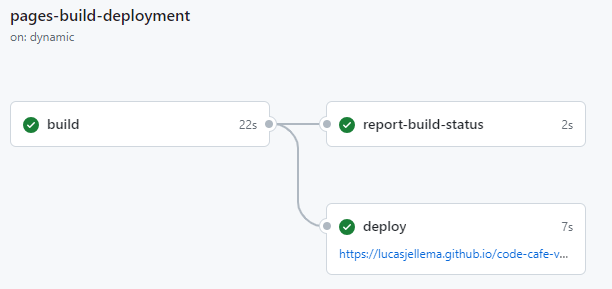 pages-build-deployment
on: dynamic
build 22s
report-build-status 2s
deploy 7s
https://lucasjellema.github.io/code-cafe-v...